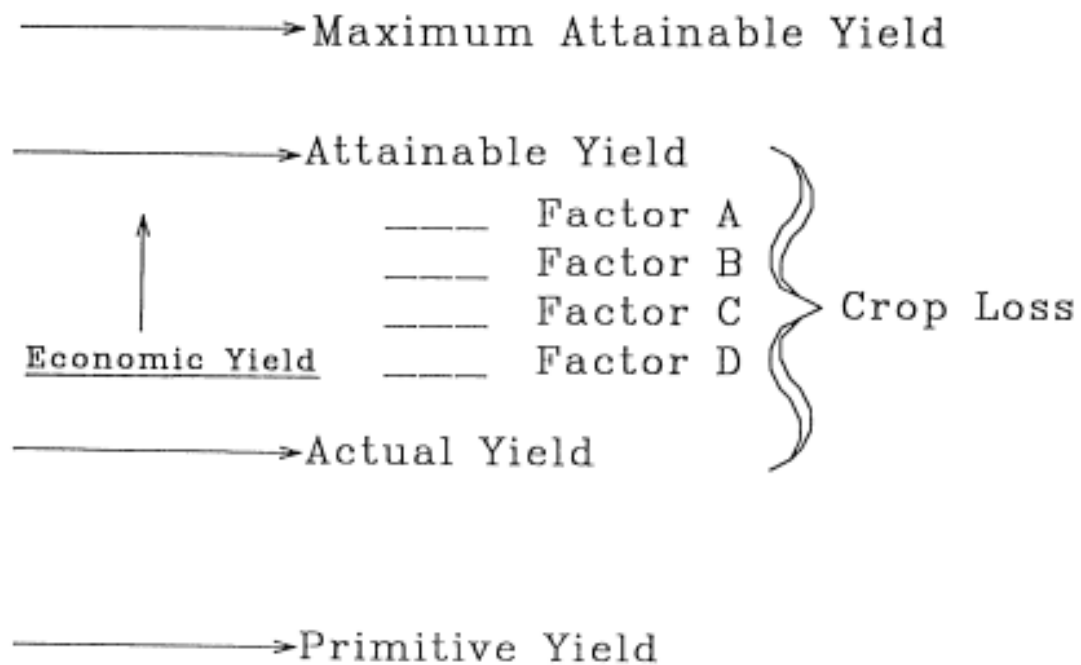 Maximum Attainable Yield
Attainable Yield
Factor A
Factor B
Factor C
Crop Loss
Economic Yield
Factor D
Actual Yield
Primitive Yield